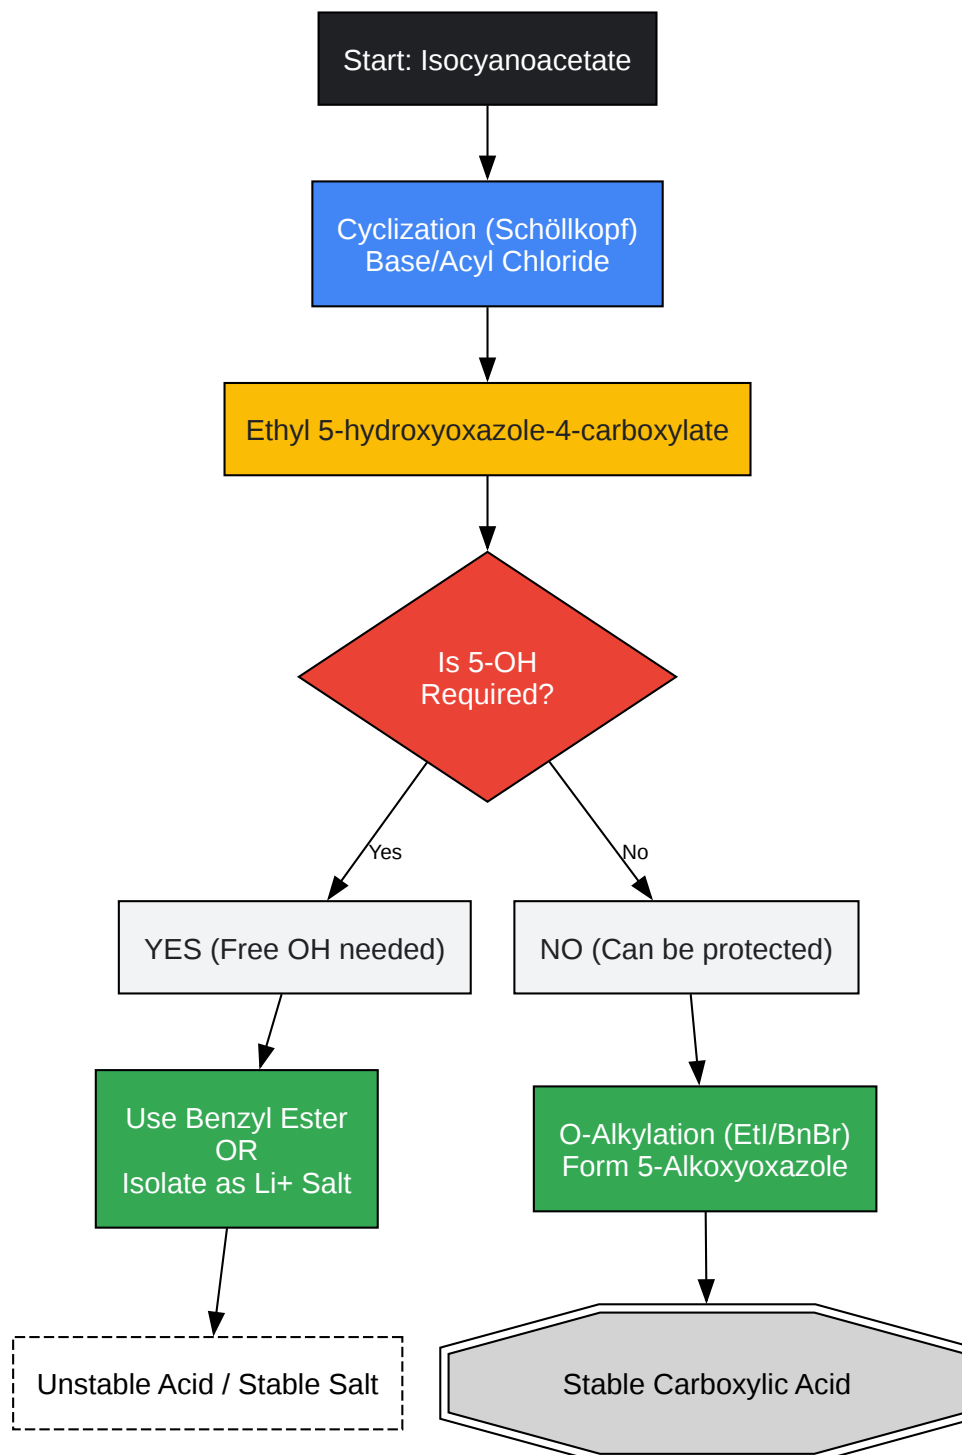 Start: Isocyanoacetate
Cyclization (Schöllkopf)
Base/Acyl Chloride
Ethyl 5-hydroxyoxazole-4-carboxylate
Is 5-OH
Required?
Yes
No
YES (Free OH needed)
NO (Can be protected)
Use Benzyl Ester
OR
Isolate as Li+ Salt
O-Alkylation (EtI/BnBr)
Form 5-Alkoxyoxazole
Unstable Acid / Stable Salt
Stable Carboxylic Acid